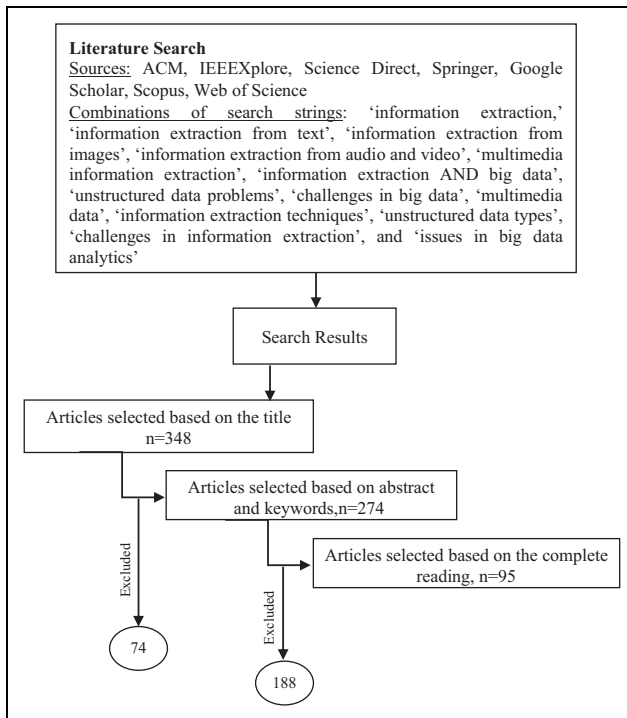 Literature Search
Sources: ACM, IEEEXplore, Science Direct, Springer, Google
Scholar, Scopus, Web of Science
Combinations of search strings: ‘information extraction,’
‘information extraction from text’, ‘information extraction from
images’, ‘information extraction from audio and video’, ‘multimedia
information extraction’, ‘information extraction AND big data’,
‘unstructured data problems’, ‘challenges in big data’, ‘multimedia
data’, ‘information extraction techniques’, ‘unstructured data types’,
‘challenges in information extraction’, and ‘issues in big data
analytics’
Search Results
Articles selected based on the title
n=348
Articles selected based on abstract
and keywords,n=274
Articles selected based on the complete
reading, n=95
Excluded
Excluded
74
188